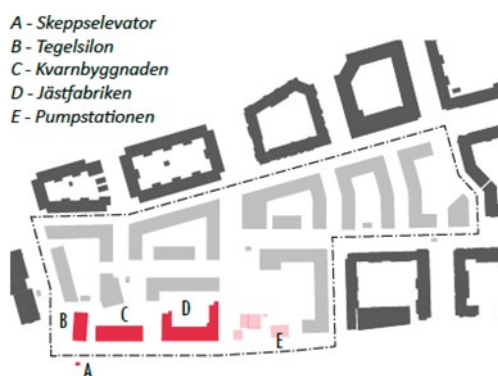 A - Skeppselevator
B - Tegelsilon
C - Kvarnbyggnaden
D - Jästfabriken
E - Pumpstationen
B
C
D
E
A